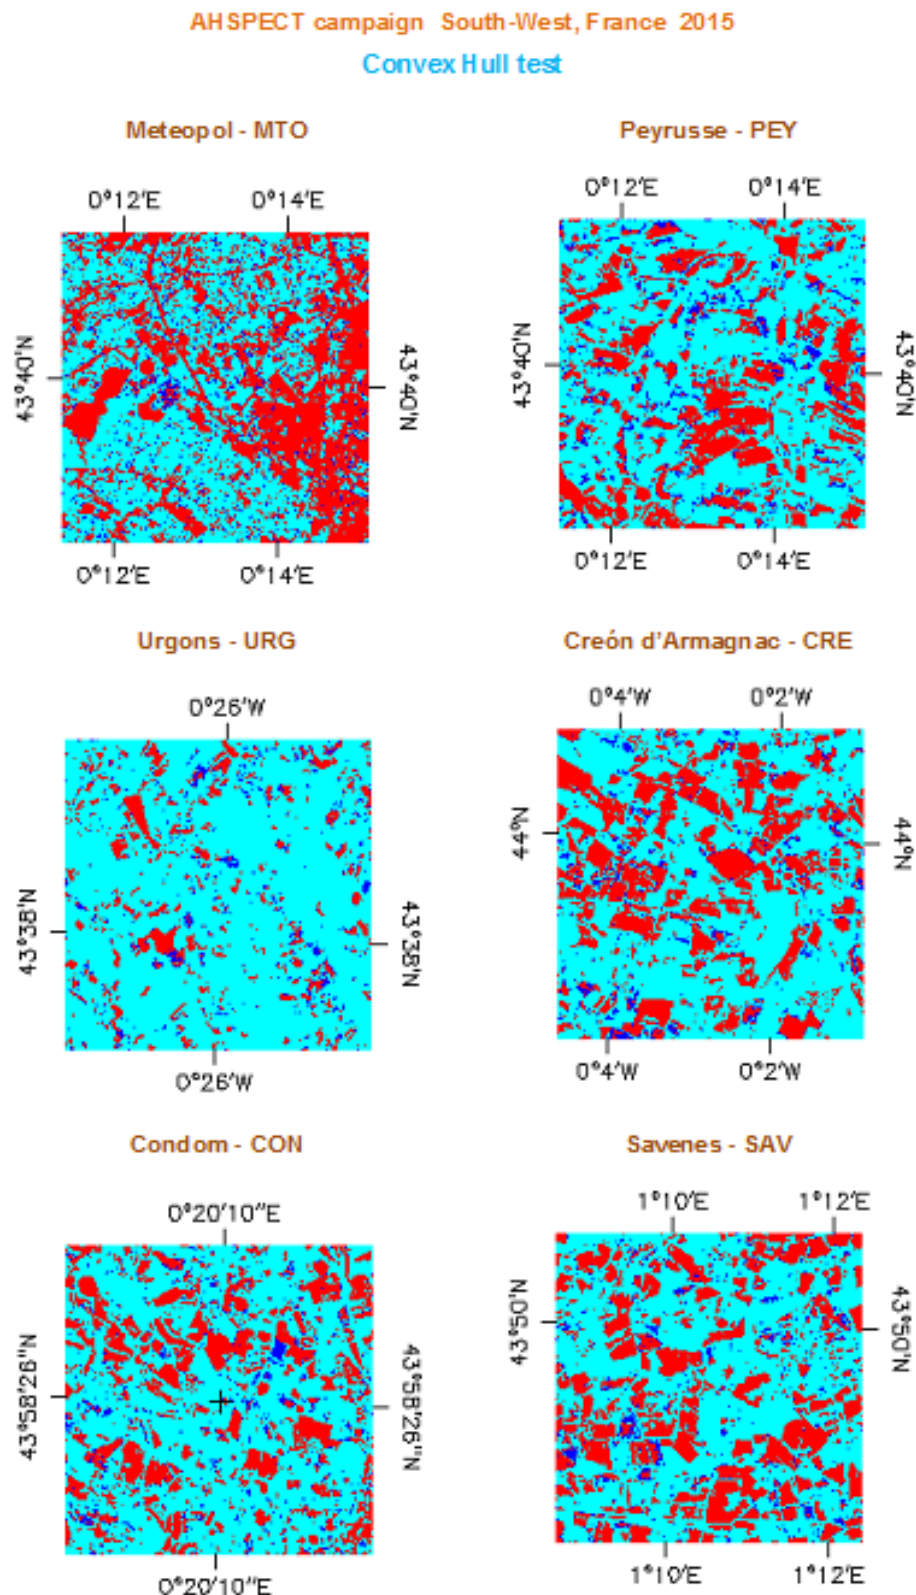 AHSPECT campaign South-West, France 2015
Convex Hull test
Meteopol - MTO
Peyrusse - PEY
0°12'E 0°14'E
0°12'E 0°14'E
43°40'N
43°40'N
43°40'N
43°40'N
0°12'E 0°14'E
0°12'E 0°14'E
Urgons - URG
Creón d'Armagnac - CRE
0°26'W
0°4'W 0°2'W
43°38'N
43°38'N
44°N
44°N
0°26'W
0°4'W 0°2'W
Condom - CON
Savenes - SAV
0°20'10"E
1°10'E 1°12'E
43°58'26"N
43°58'26"N
43°50'N
43°50'N
0°20'10"E
1°10'E 1°12'E